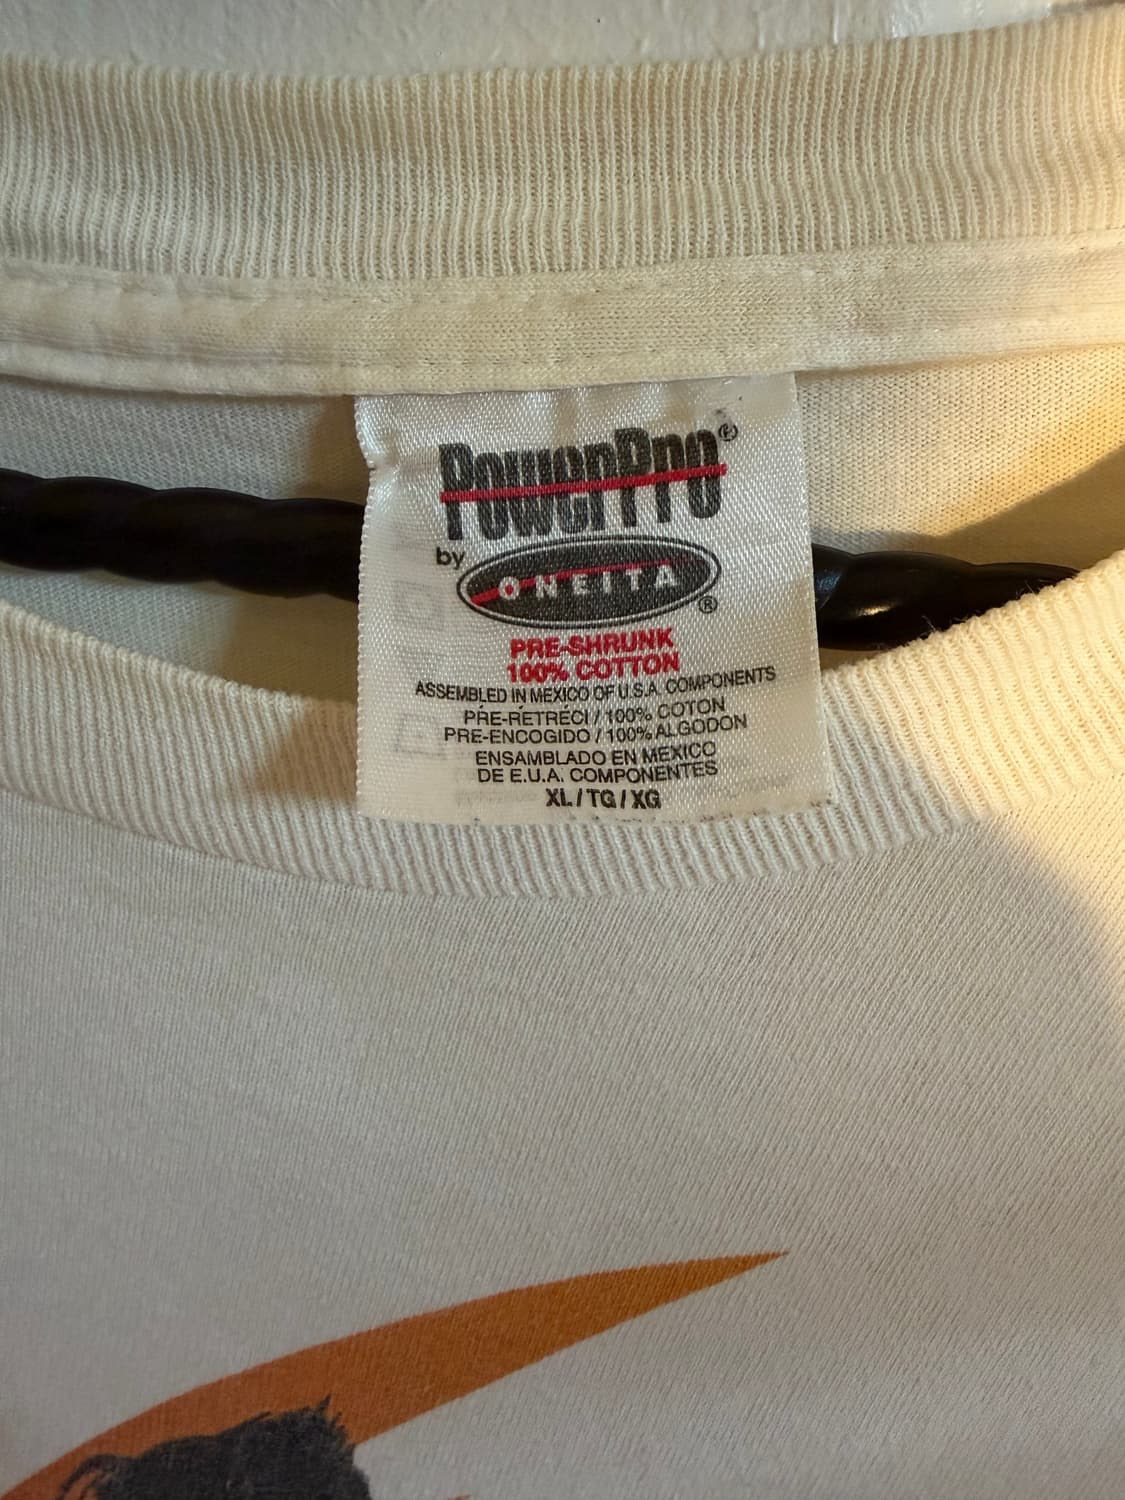 PowerPro®
by ONEITA®
PRE-SHRUNK
100% COTTON
ASSEMBLED IN MEXICO OF U.S.A. COMPONENTS
PRÉ-RÉTRÉCI / 100% COTON
PRE-ENCOGIDO / 100% ALGODON
ENSAMBLADO EN MEXICO
DE E.U.A. COMPONENTES
XL / TG / XG